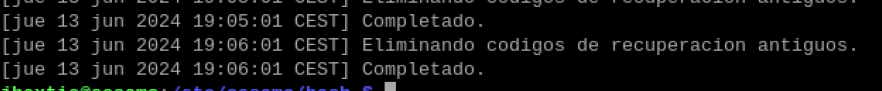 [jue 13 jun 2024 19:05:01 CEST] Completado.
[jue 13 jun 2024 19:06:01 CEST] Eliminando codigos de recuperacion antiguos.
[jue 13 jun 2024 19:06:01 CEST] Completado.